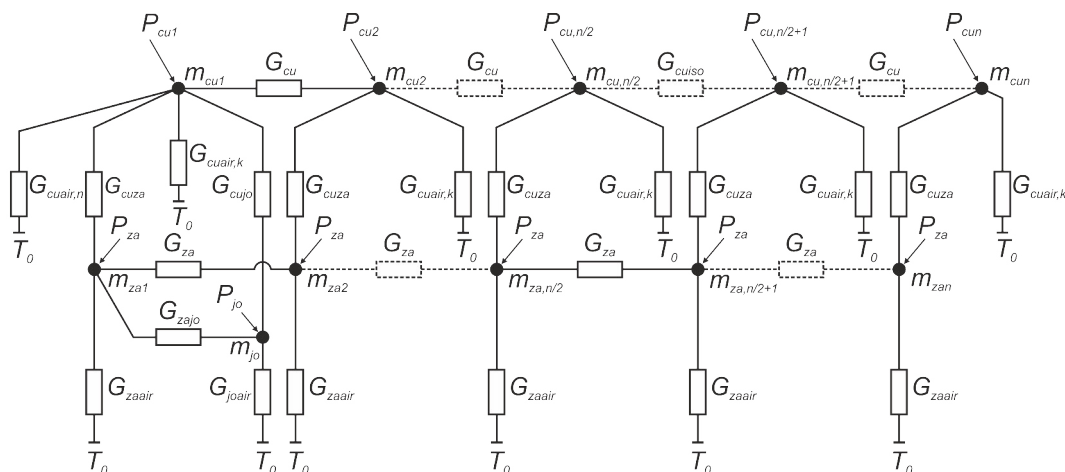 P_cu1 P_cu2 P_cu,n/2 P_cu,n/2+1 P_cun
m_cu1 G_cu m_cu2 G_cu m_cu,n/2 G_cuiso m_cu,n/2+1 G_cu m_cun
G_cuair,k
G_cuair,n G_cuza G_cujo G_cuza G_cuair,k G_cuza G_cuair,k G_cuza G_cuair,k G_cuza G_cuair,k
T_0
T_0 P_za G_za P_za T_0 G_za P_za T_0 G_za P_za T_0 G_za P_za T_0
m_za1 m_za2 m_za,n/2 m_za,n/2+1 m_zan
P_jo
G_zajo
m_jo
G_zaair G_joair G_zaair G_zaair G_zaair G_zaair
T_0 T_0 T_0 T_0 T_0 T_0